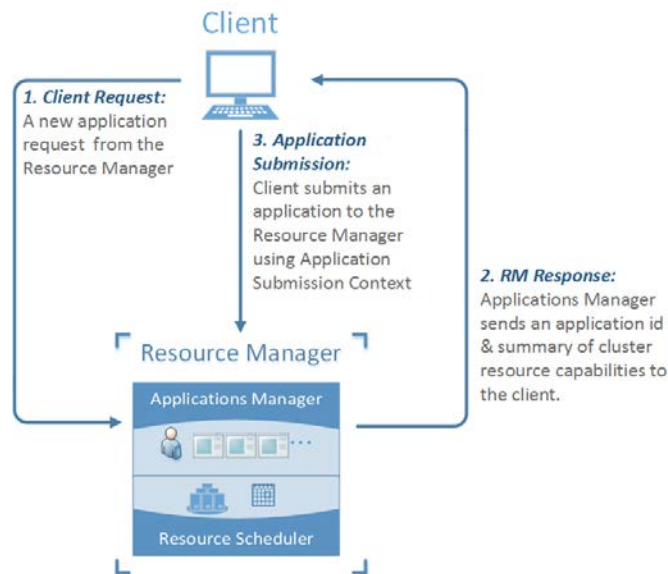 Client
1. Client Request:
A new application
request from the
Resource Manager
3. Application
Submission:
Client submits an
application to the
Resource Manager
using Application
Submission Context
2. RM Response:
Applications Manager
sends an application id
& summary of cluster
resource capabilities to
the client.
Resource Manager
Applications Manager
Resource Scheduler